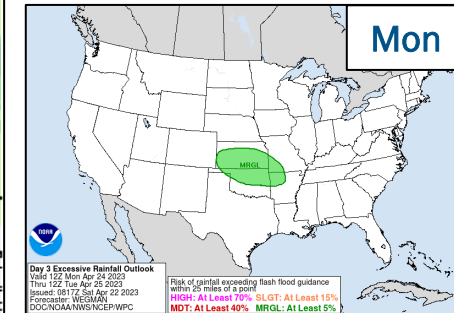 Mon
MRGL
NOAA
Day 3 Excessive Rainfall Outlook
Valid 12Z Mon Apr 24 2023
Thru 12Z Tue Apr 25 2023
Issued: 0817Z Sat Apr 22 2023
Forecaster: WEGMAN
DOC/NOAA/NWS/NCEP/WPC
Risk of rainfall exceeding flash flood guidance
within 25 miles of a point
HIGH: At Least 70% SLGT: At Least 15%
MDT: At Least 40% MRGL: At Least 5%